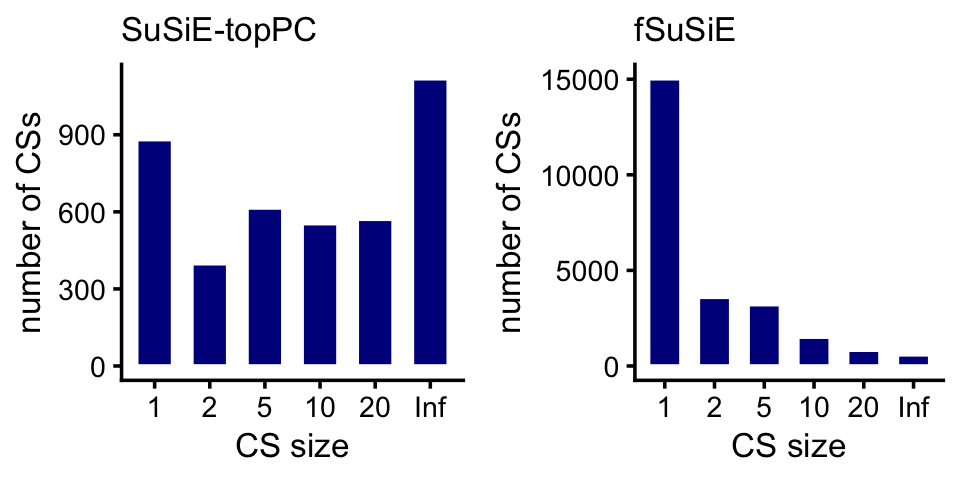 SuSiE-topPC
number of CSs
900
600
300
0
1 2 5 10 20 Inf
CS size
fSuSiE
number of CSs
15000
10000
5000
0
1 2 5 10 20 Inf
CS size